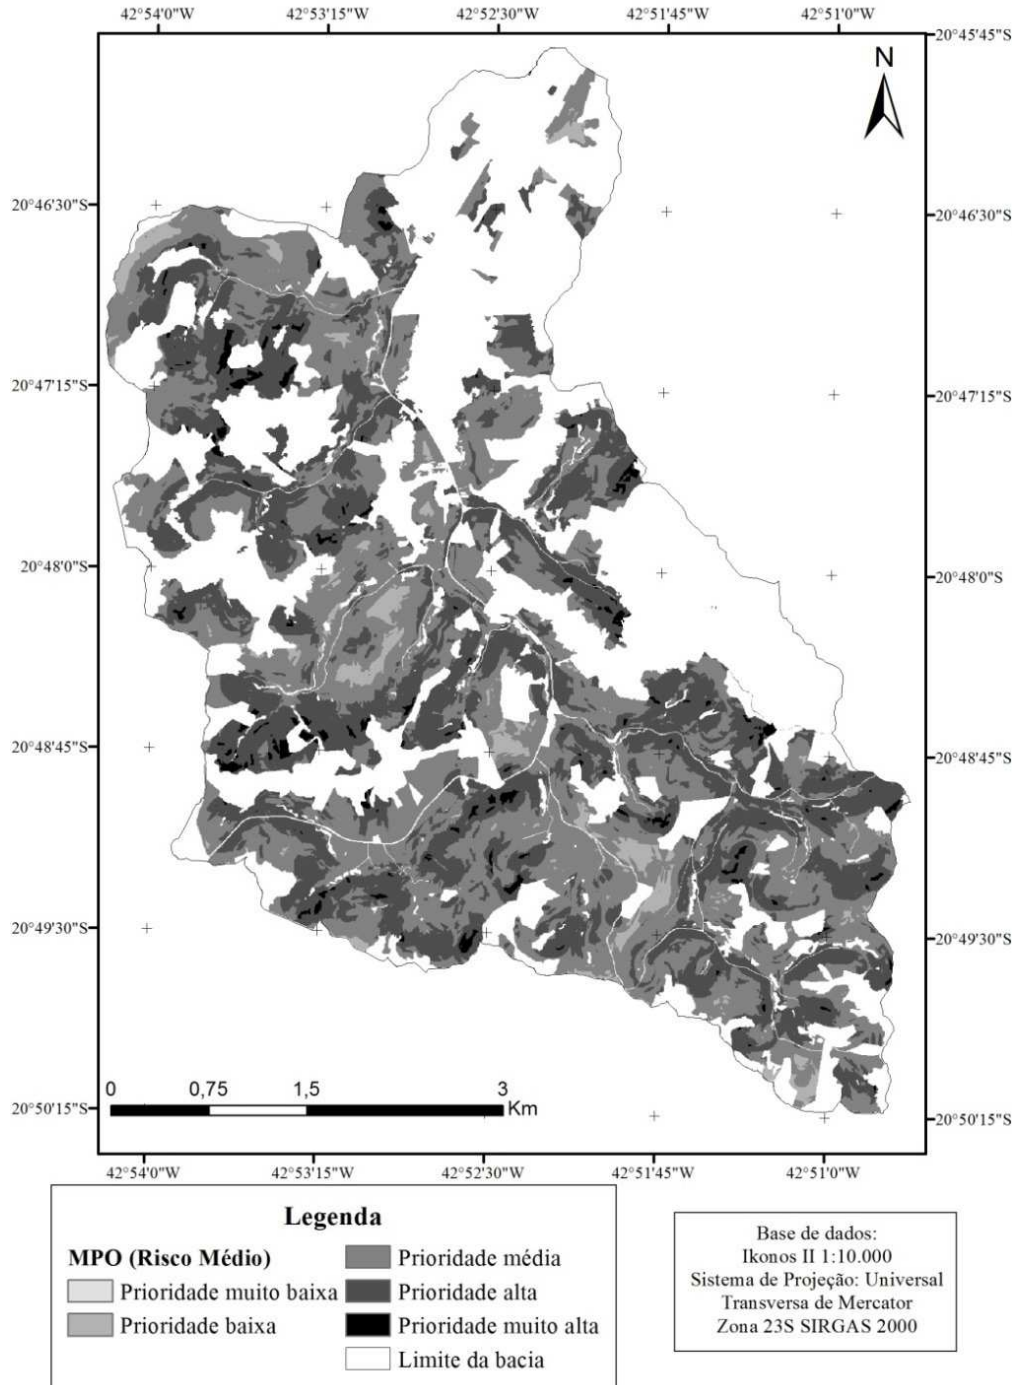 42°54'0"W 42°53'15"W 42°52'30"W 42°51'45"W 42°51'0"W
20°45'45"S
N
20°46'30"S 20°46'30"S
20°47'15"S 20°47'15"S
20°48'0"S 20°48'0"S
20°48'45"S 20°48'45"S
20°49'30"S 20°49'30"S
0 0,75 1,5 3
Km
20°50'15"S 20°50'15"S
42°54'0"W 42°53'15"W 42°52'30"W 42°51'45"W 42°51'0"W
Legenda
MPO (Risco Médio)
Prioridade muito baixa
Prioridade baixa
Prioridade média
Prioridade alta
Prioridade muito alta
Limite da bacia
Base de dados:
Ikonos II 1:10.000
Sistema de Projeção: Universal
Transversa de Mercator
Zona 23S SIRGAS 2000